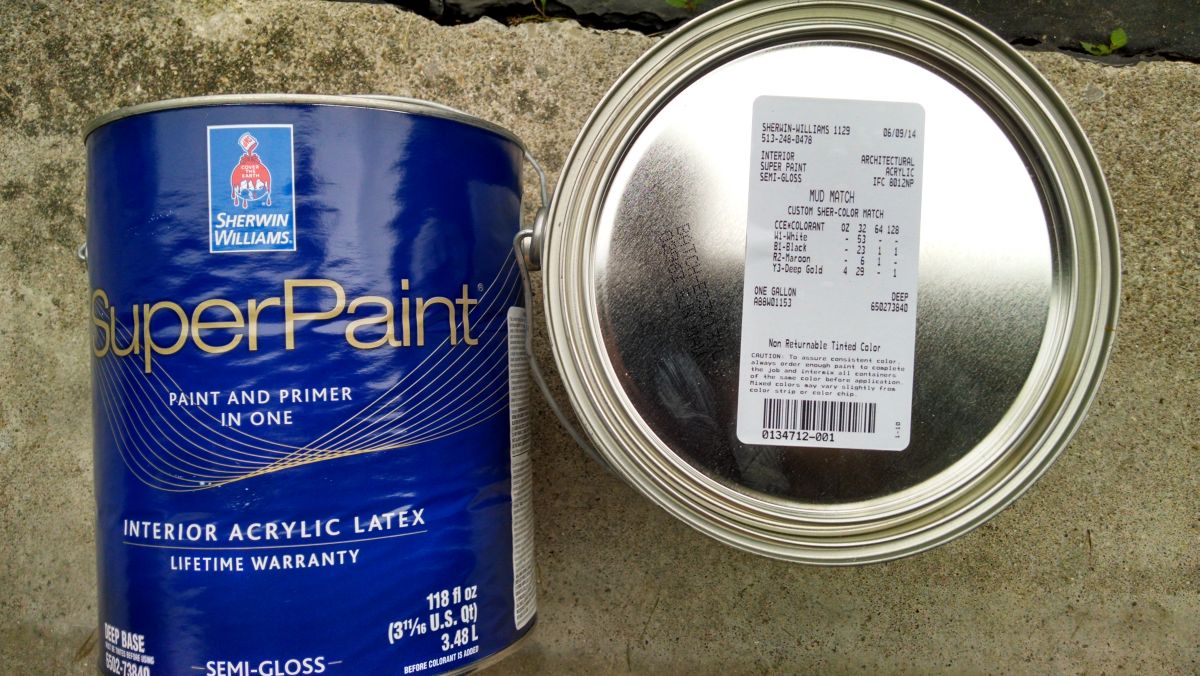 COVER
THE
EARTH
SHERWIN
WILLIAMS.
SuperPaint®
PAINT AND PRIMER
IN ONE
INTERIOR ACRYLIC LATEX
LIFETIME WARRANTY
118 fl oz
(3 11/16 U.S. Qt)
3.48 L
BEFORE COLORANT IS ADDED
DEEP BASE
6502-73840
SEMI-GLOSS
SHERWIN-WILLIAMS 1129 06/09/14
513-248-0478
INTERIOR ARCHITECTURAL
SUPER PAINT ACRYLIC
SEMI-GLOSS IFC 8012NP
MUD MATCH
CUSTOM SHER-COLOR MATCH
CCE*COLORANT OZ 32 64 128
W1-White - 53 - -
B1-Black - 23 1 1
R2-Maroon - 6 1 -
Y3-Deep Gold 4 29 - 1
ONE GALLON DEEP
A88W01153 650273840
Non Returnable Tinted Color
CAUTION: To assure consistent color,
always order enough paint to complete
the job and intermix all containers
of the same color before application.
Mixed colors may vary slightly from
color strip or color chip.
0134712-001
1-10